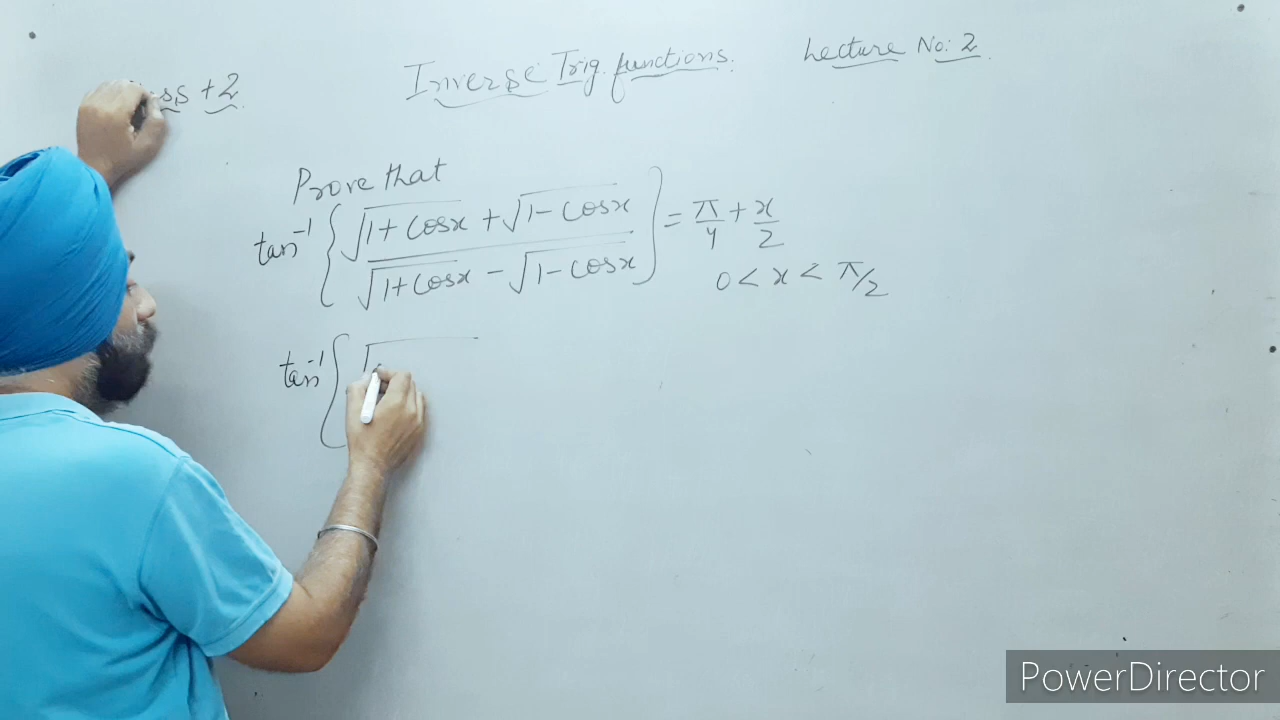 +2 Inverse Trig. functions. Lecture No: 2
Prove that
tan⁻¹ { (√(1+Cosx) + √(1-Cosx)) / (√(1+Cosx) - √(1-Cosx)) } = π/4 + x/2
0 < x < π/2
tan⁻¹ { √
PowerDirector